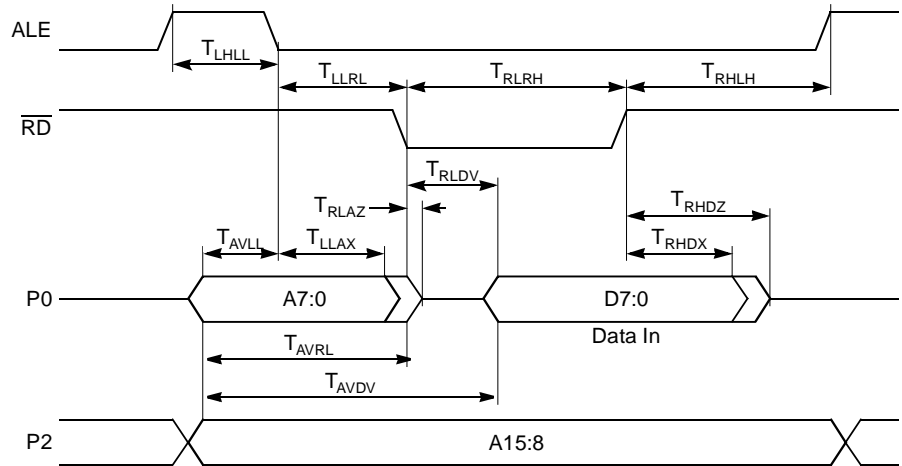 ALE
TLHLL
TLLRL
TRLRH
TRHLH
RD
TRLDV
TRLAZ
TRHDZ
TAVLL
TLLAX
TRHDX
P0
A7:0
D7:0
Data In
TAVRL
TAVDV
P2
A15:8